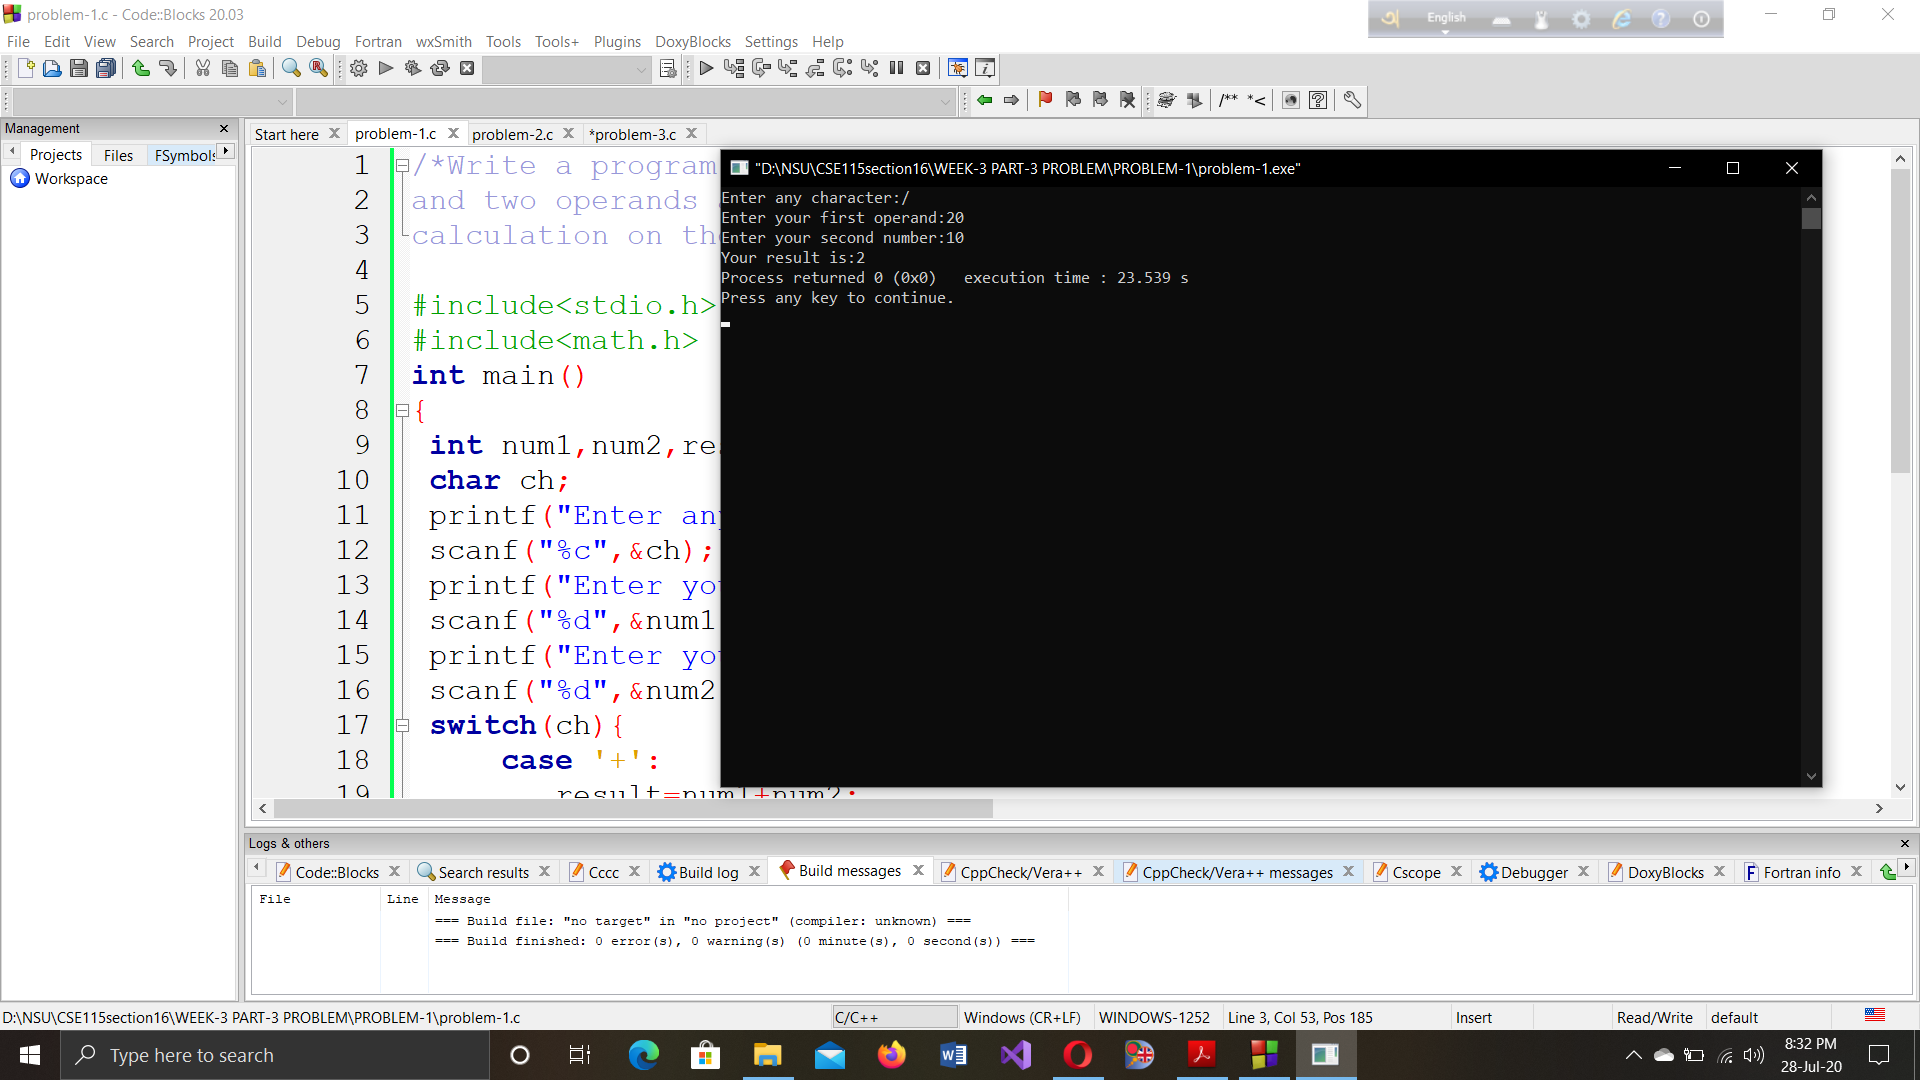 problem-1.c - Code::Blocks 20.03
English
File Edit View Search Project Build Debug Fortran wxSmith Tools Tools+ Plugins DoxyBlocks Settings Help
/** *<
Management
Start here problem-1.c problem-2.c *problem-3.c
Projects Files FSymbols
Workspace
1 /*Write a program
2 and two operands
3 calculation on
4
5 #include<stdio.h>
6 #include<math.h>
7 int main()
8 {
9 int num1,num2,re
10 char ch;
11 printf("Enter an
12 scanf("%c",&ch);
13 printf("Enter yo
14 scanf("%d",&num1
15 printf("Enter yo
16 scanf("%d",&num2
17 switch(ch){
18 case '+':
19 result=num1+num2;
"D:\NSU\CSE115section16\WEEK-3 PART-3 PROBLEM\PROBLEM-1\problem-1.exe"
Enter any character:/
Enter your first operand:20
Enter your second number:10
Your result is:2
Process returned 0 (0x0) execution time : 23.539 s
Press any key to continue.
Logs & others
Code::Blocks Search results Cccc Build log Build messages CppCheck/Vera++ CppCheck/Vera++ messages Cscope Debugger DoxyBlocks Fortran info
File Line Message
=== Build file: "no target" in "no project" (compiler: unknown) ===
=== Build finished: 0 error(s), 0 warning(s) (0 minute(s), 0 second(s)) ===
D:\NSU\CSE115section16\WEEK-3 PART-3 PROBLEM\PROBLEM-1\problem-1.c C/C++ Windows (CR+LF) WINDOWS-1252 Line 3, Col 53, Pos 185 Insert Read/Write default
Type here to search
8:32 PM
28-Jul-20